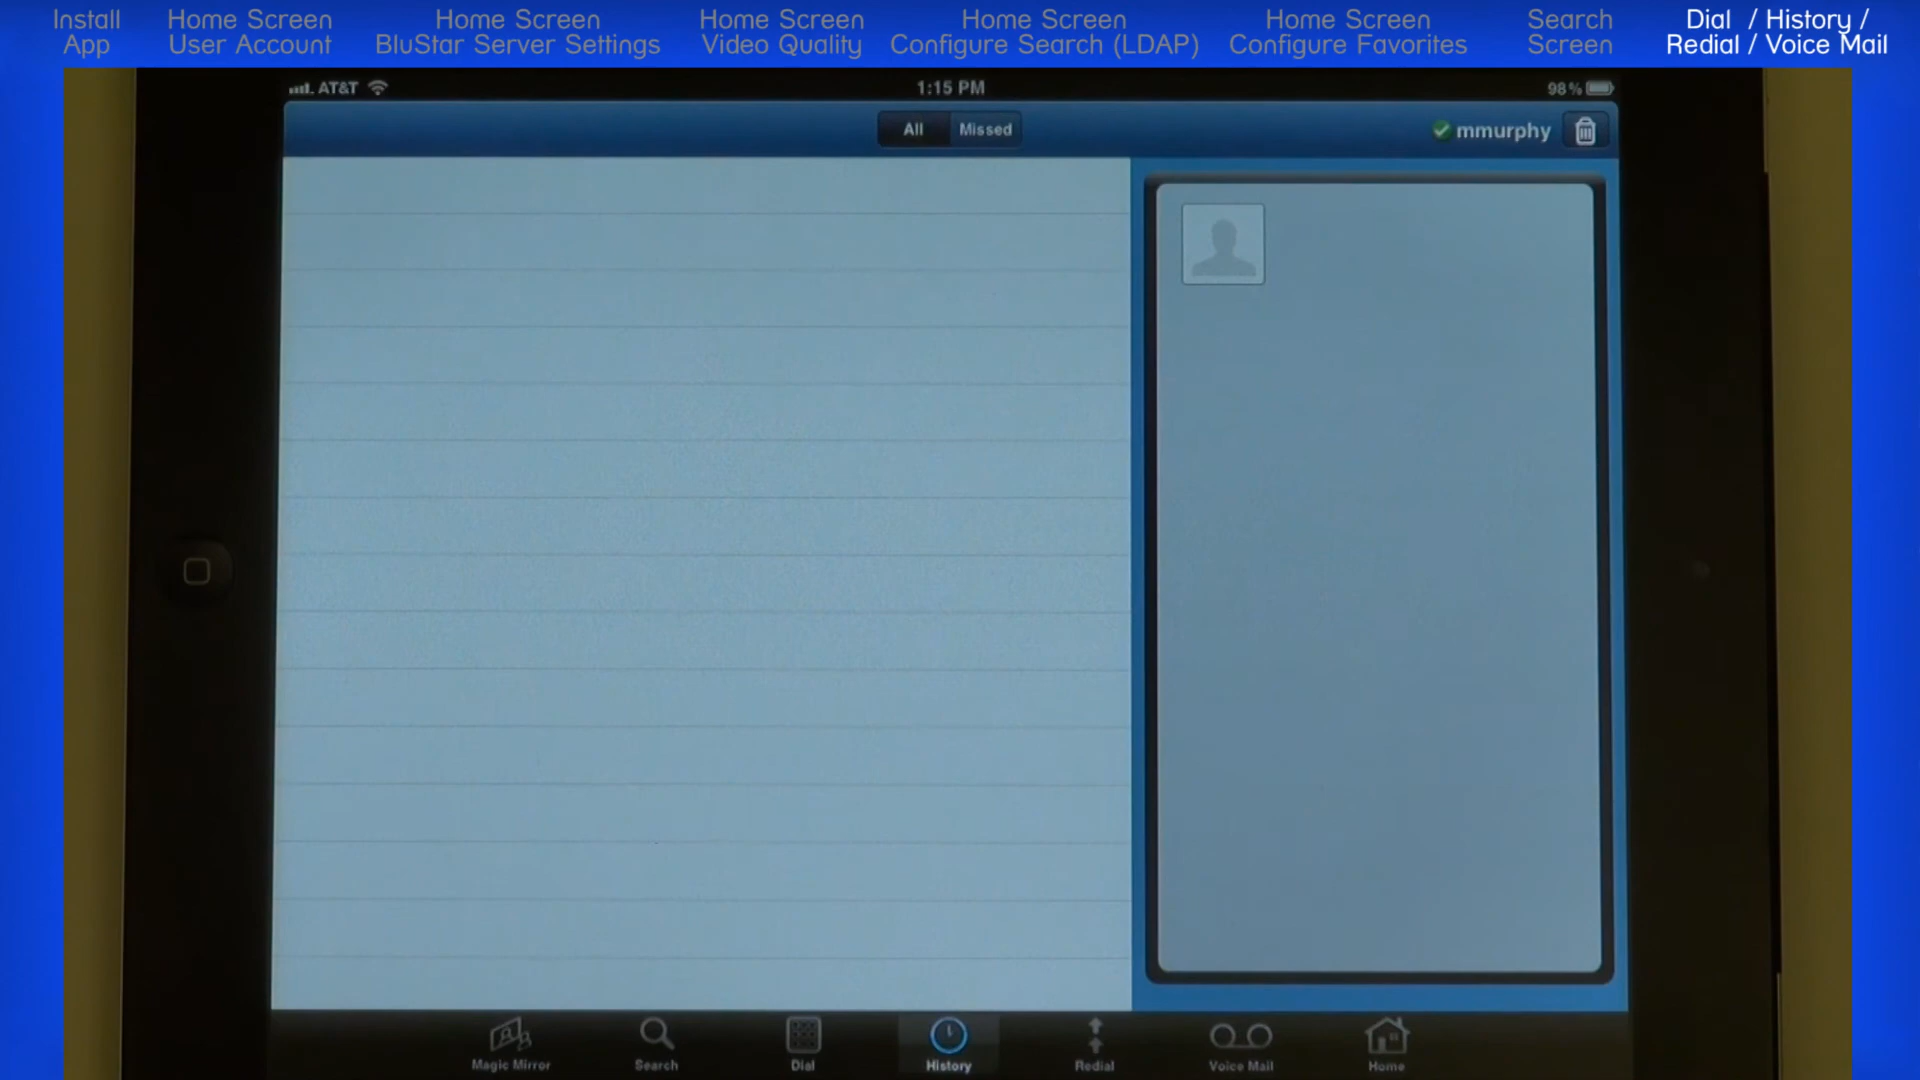 Install
App
Home Screen
User Account
Home Screen
BluStar Server Settings
Home Screen
Video Quality
Home Screen
Configure Search (LDAP)
Home Screen
Configure Favorites
Search
Screen
Dial / History /
Redial / Voice Mail
AT&T
1:15 PM
98%
All
Missed
mmurphy
Magic Mirror
Search
Dial
History
Redial
Voice Mail
Home